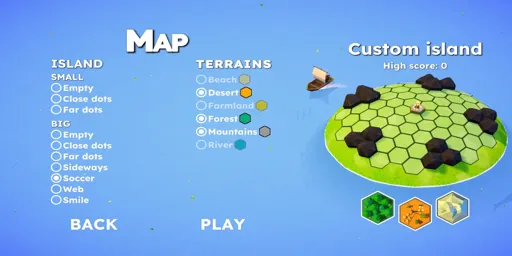 MAP
ISLAND
SMALL
Empty
Close dots
Far dots
BIG
Empty
Close dots
Far dots
Sideways
Soccer
Web
Smile
TERRAINS
Beach
Desert
Farmland
Forest
Mountains
River
Custom island
High score: 0
BACK
PLAY